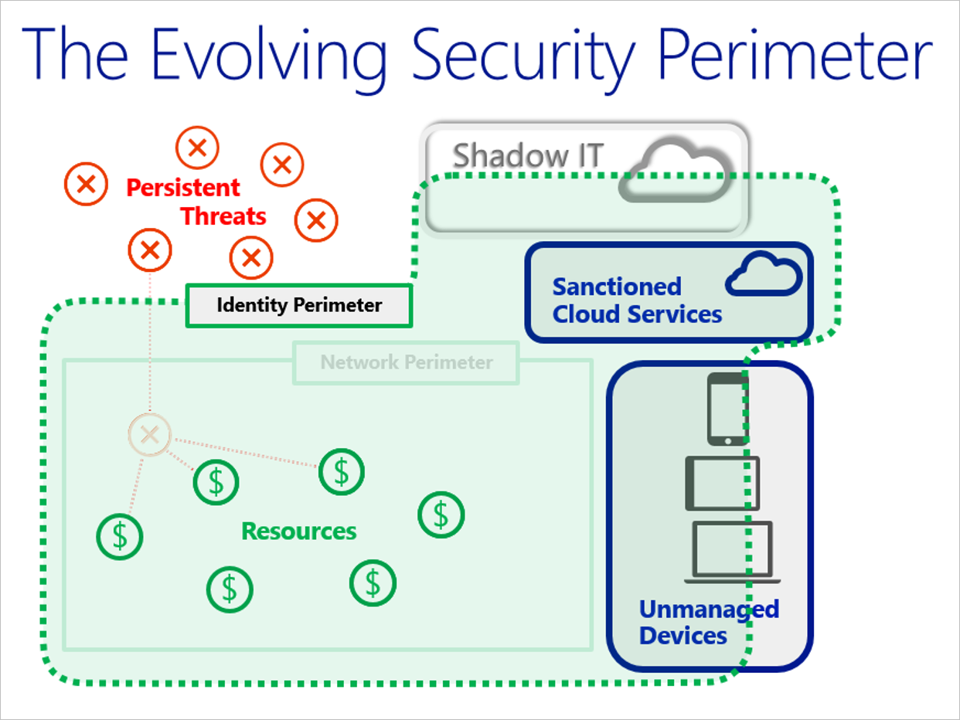 The Evolving Security Perimeter
Shadow IT
Persistent
Threats
Sanctioned
Cloud Services
Identity Perimeter
Network Perimeter
$
$
$
Resources
$
$
$
Unmanaged
Devices